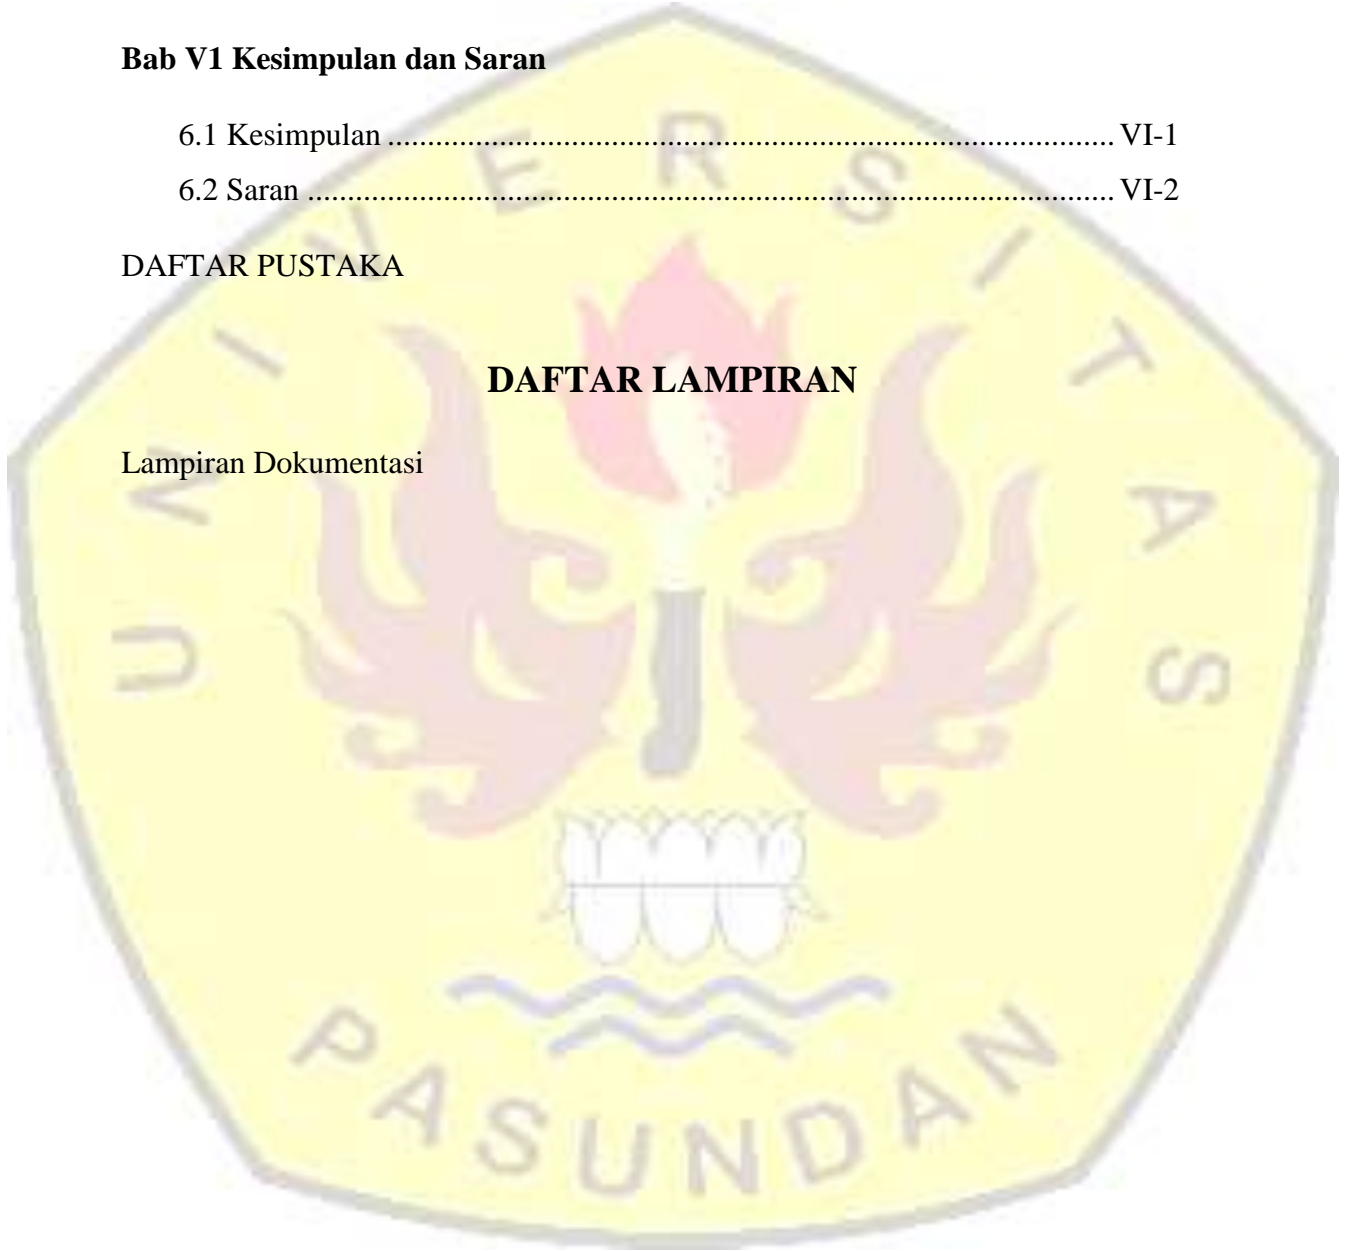 Bab V1 Kesimpulan dan Saran
6.1 Kesimpulan ........................................................................................... VI-1
6.2 Saran ..................................................................................................... VI-2
DAFTAR PUSTAKA
DAFTAR LAMPIRAN
Lampiran Dokumentasi
UNIVERSITAS
PASUNDAN